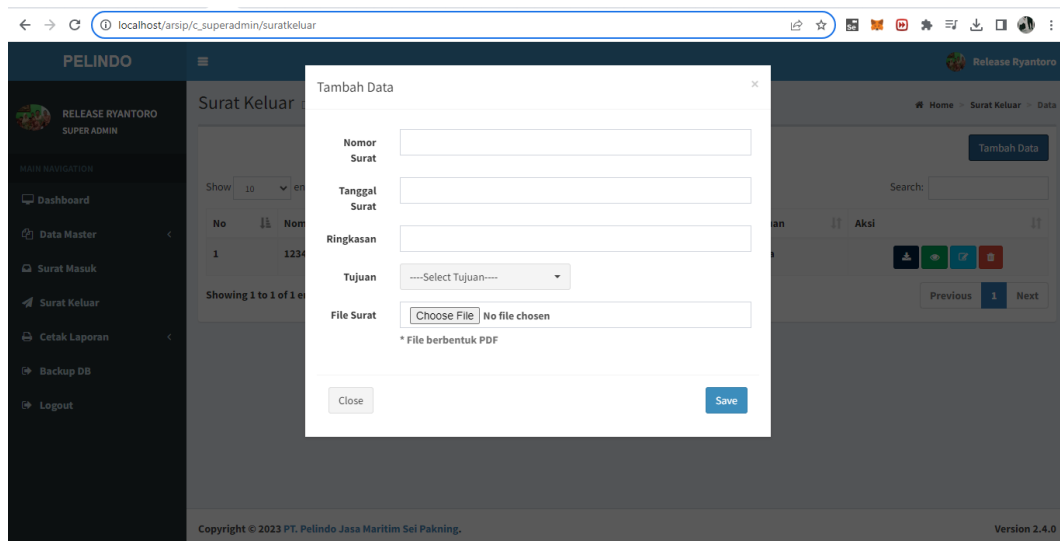 localhost/arsip/c_superadmin/suratkeluar
PELINDO
Release Ryantoro
RELEASE RYANTORO
SUPER ADMIN
MAIN NAVIGATION
Dashboard
Data Master
Surat Masuk
Surat Keluar
Cetak Laporan
Backup DB
Logout
Surat Keluar
Home > Surat Keluar > Data
Tambah Data
Show 10 en
Search:
No Nom an Aksi
1 1234
Showing 1 to 1 of 1 e
Previous 1 Next
Tambah Data ×
Nomor
Surat
Tanggal
Surat
Ringkasan
Tujuan ----Select Tujuan----
File Surat Choose File No file chosen
* File berbentuk PDF
Close Save
Copyright © 2023 PT. Pelindo Jasa Maritim Sei Pakning. Version 2.4.0